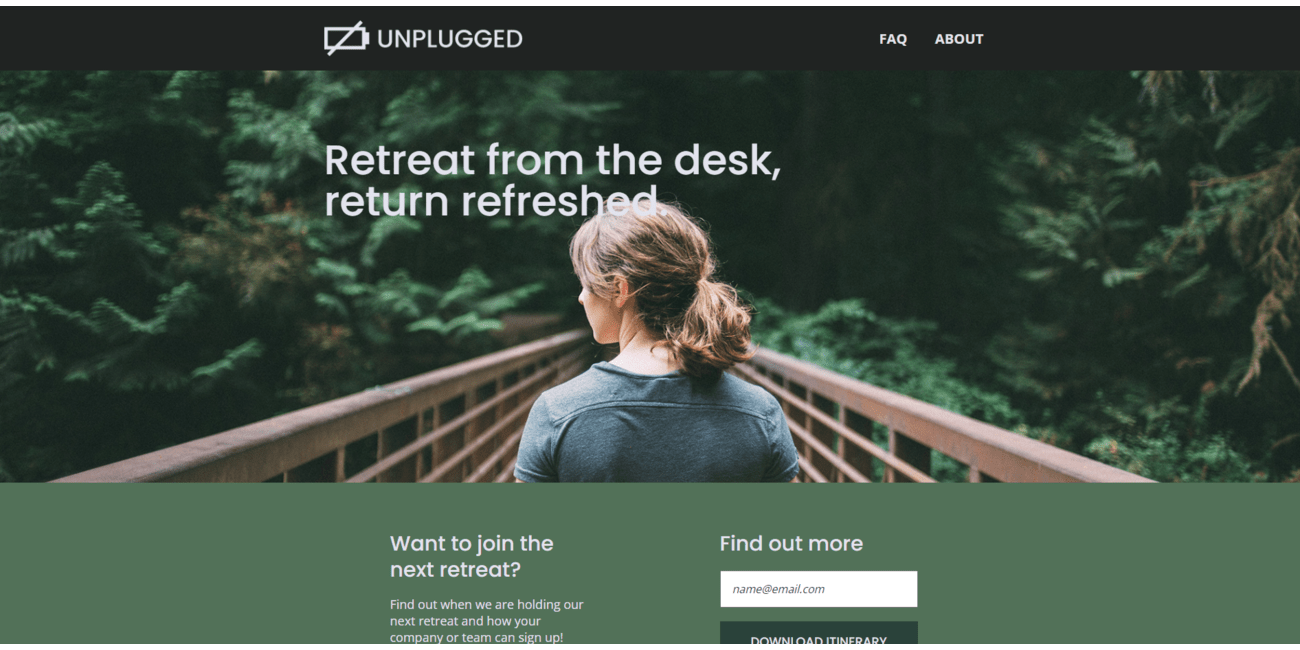 UNPLUGGED
FAQ
ABOUT
Retreat from the desk,
return refreshed.
Want to join the
next retreat?
Find out when we are holding our
next retreat and how your
company or team can sign up!
Find out more
name@email.com
DOWNLOAD ITINERARY